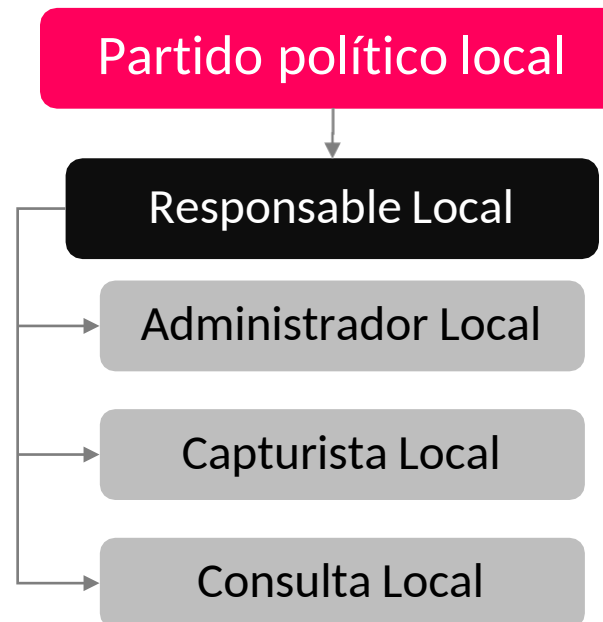 Partido político local
Responsable Local
Administrador Local
Capturista Local
Consulta Local